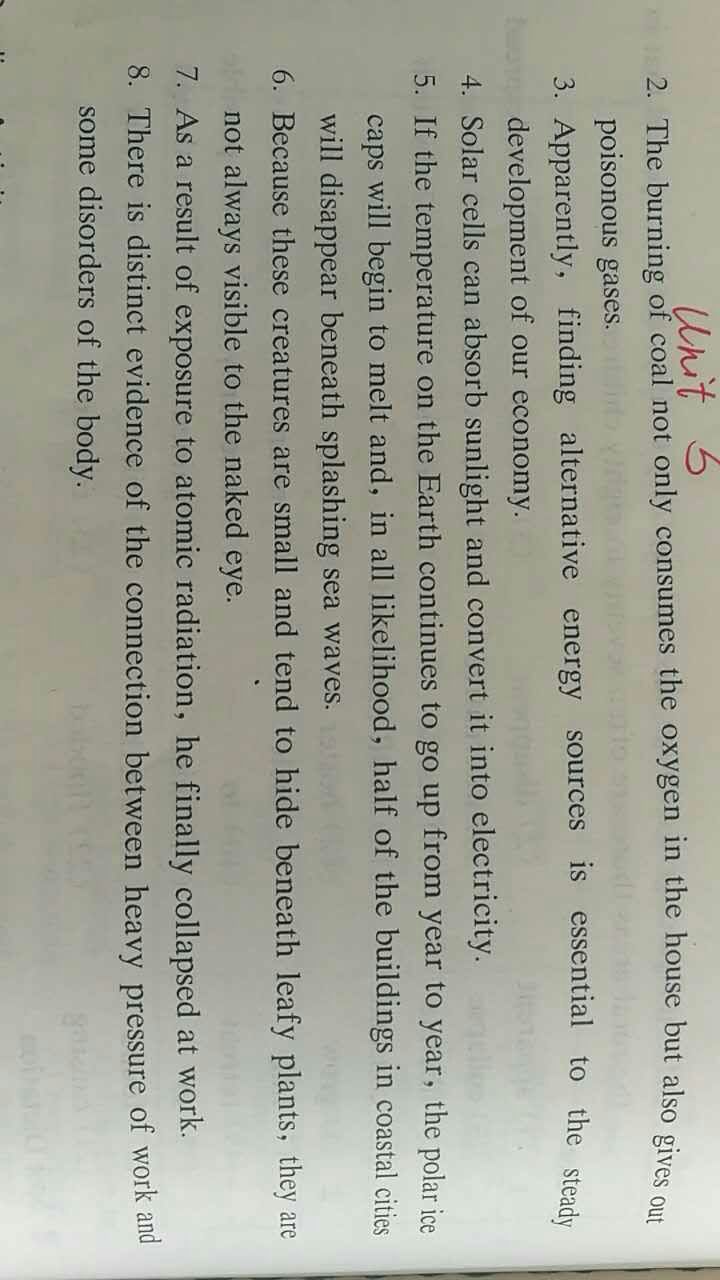 Unit 6
2. The burning of coal not only consumes the oxygen in the house but also gives out
poisonous gases.
3. Apparently, finding alternative energy sources is essential to the steady
development of our economy.
4. Solar cells can absorb sunlight and convert it into electricity.
5. If the temperature on the Earth continues to go up from year to year, the polar ice
caps will begin to melt and, in all likelihood, half of the buildings in coastal cities
will disappear beneath splashing sea waves.
6. Because these creatures are small and tend to hide beneath leafy plants, they are
not always visible to the naked eye.
7. As a result of exposure to atomic radiation, he finally collapsed at work.
8. There is distinct evidence of the connection between heavy pressure of work and
some disorders of the body.